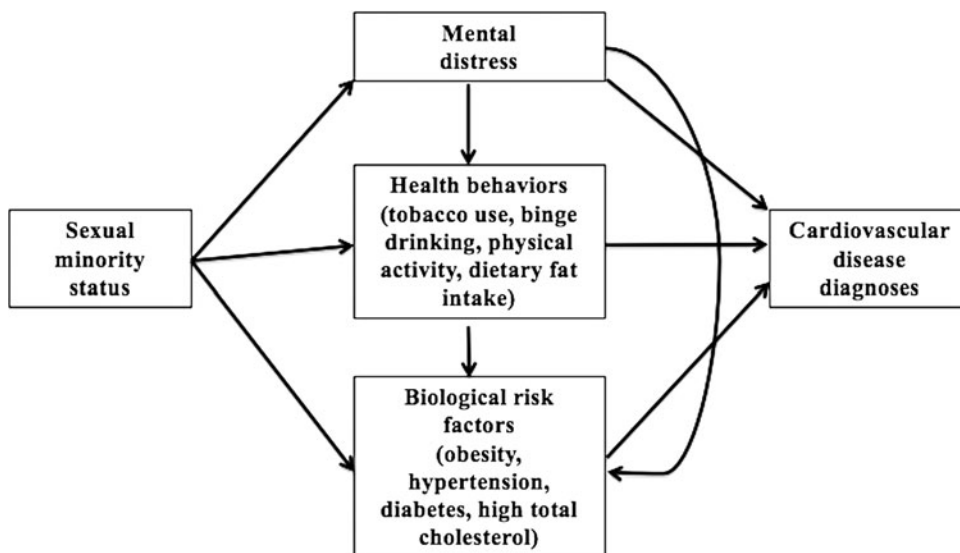 Mental
distress
Health behaviors
(tobacco use, binge
drinking, physical
activity, dietary fat
intake)
Sexual
minority
status
Cardiovascular
disease
diagnoses
Biological risk
factors
(obesity,
hypertension,
diabetes, high total
cholesterol)